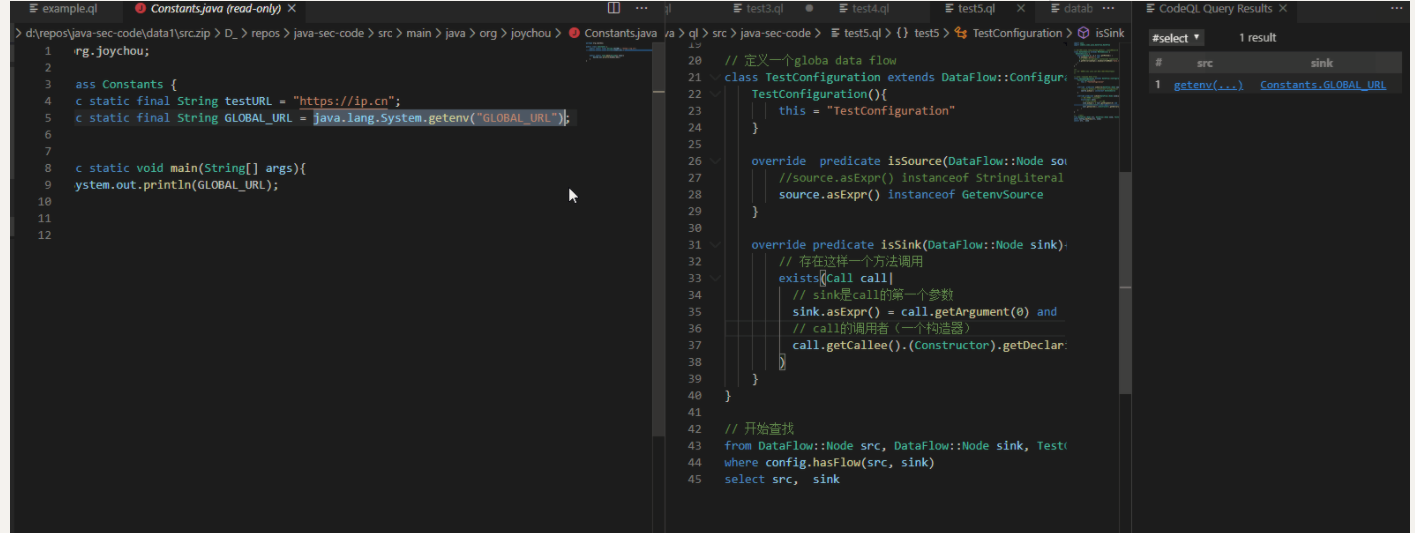 example.ql
Constants.java (read-only)
> d:\repos\java-sec-code\data1\src.zip > D_ > repos > java-sec-code > src > main > java > org > joychou > Constants.java
1 org.joychou;
2
3 ass Constants {
4 c static final String testURL = "https://ip.cn";
5 c static final String GLOBAL_URL = java.lang.System.getenv("GLOBAL_URL");
6
7
8 c static void main(String[] args){
9 ystem.out.println(GLOBAL_URL);
10
11
12
ql
test3.ql
test4.ql
test5.ql
datab
va > ql > src > java-sec-code > test5.ql > {} test5 > TestConfiguration > isSink
19
20 // 定义一个globa data flow
21 class TestConfiguration extends DataFlow::Configura
22 TestConfiguration(){
23 this = "TestConfiguration"
24 }
25
26 override predicate isSource(DataFlow::Node sou
27 //source.asExpr() instanceof StringLiteral
28 source.asExpr() instanceof GetenvSource
29 }
30
31 override predicate isSink(DataFlow::Node sink){
32 // 存在这样一个方法调用
33 exists(Call call|
34 // sink是call的第一个参数
35 sink.asExpr() = call.getArgument(0) and
36 // call的调用者（一个构造器）
37 call.getCallee().(Constructor).getDeclari
38 )
39 }
40 }
41
42 // 开始查找
43 from DataFlow::Node src, DataFlow::Node sink, TestC
44 where config.hasFlow(src, sink)
45 select src, sink
CodeQL Query Results
#select
1 result
# src sink
1 getenv(...) Constants.GLOBAL_URL